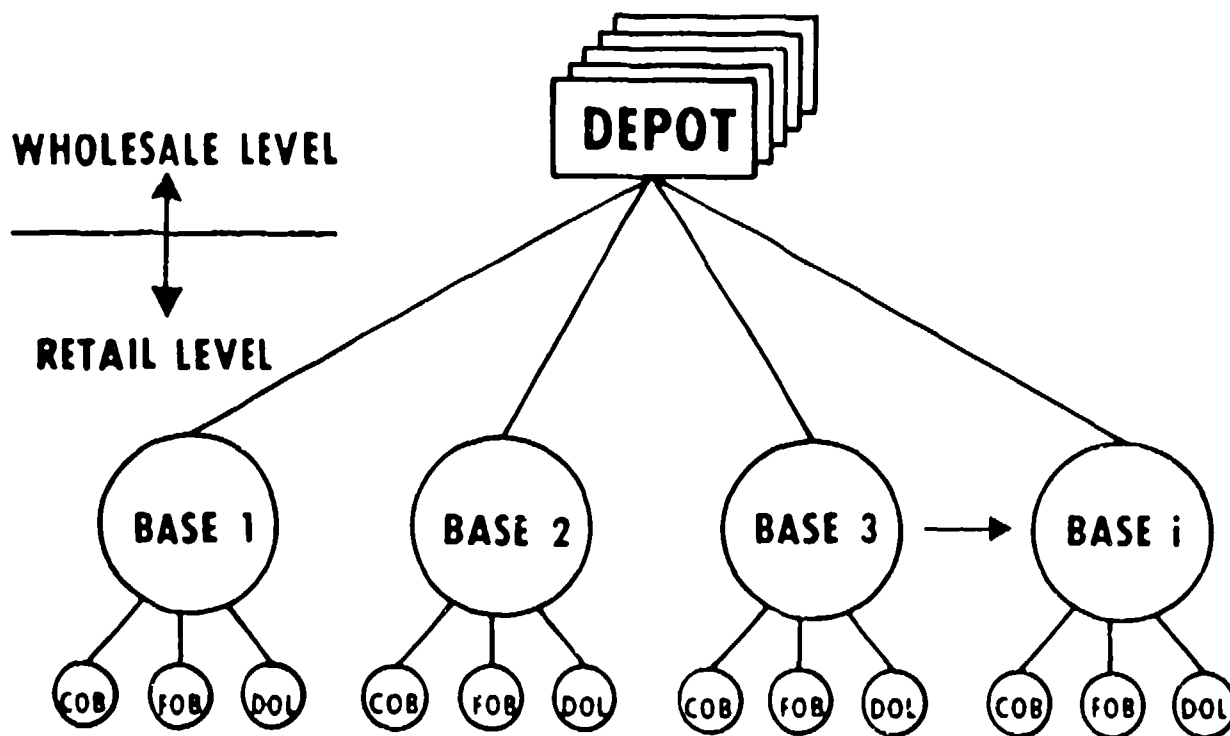 DEPOT
WHOLESALE LEVEL
RETAIL LEVEL
BASE 1
BASE 2
BASE 3
BASE i
COB FOB DOL
COB FOB DOL
COB FOB DOL
COB FOB DOL